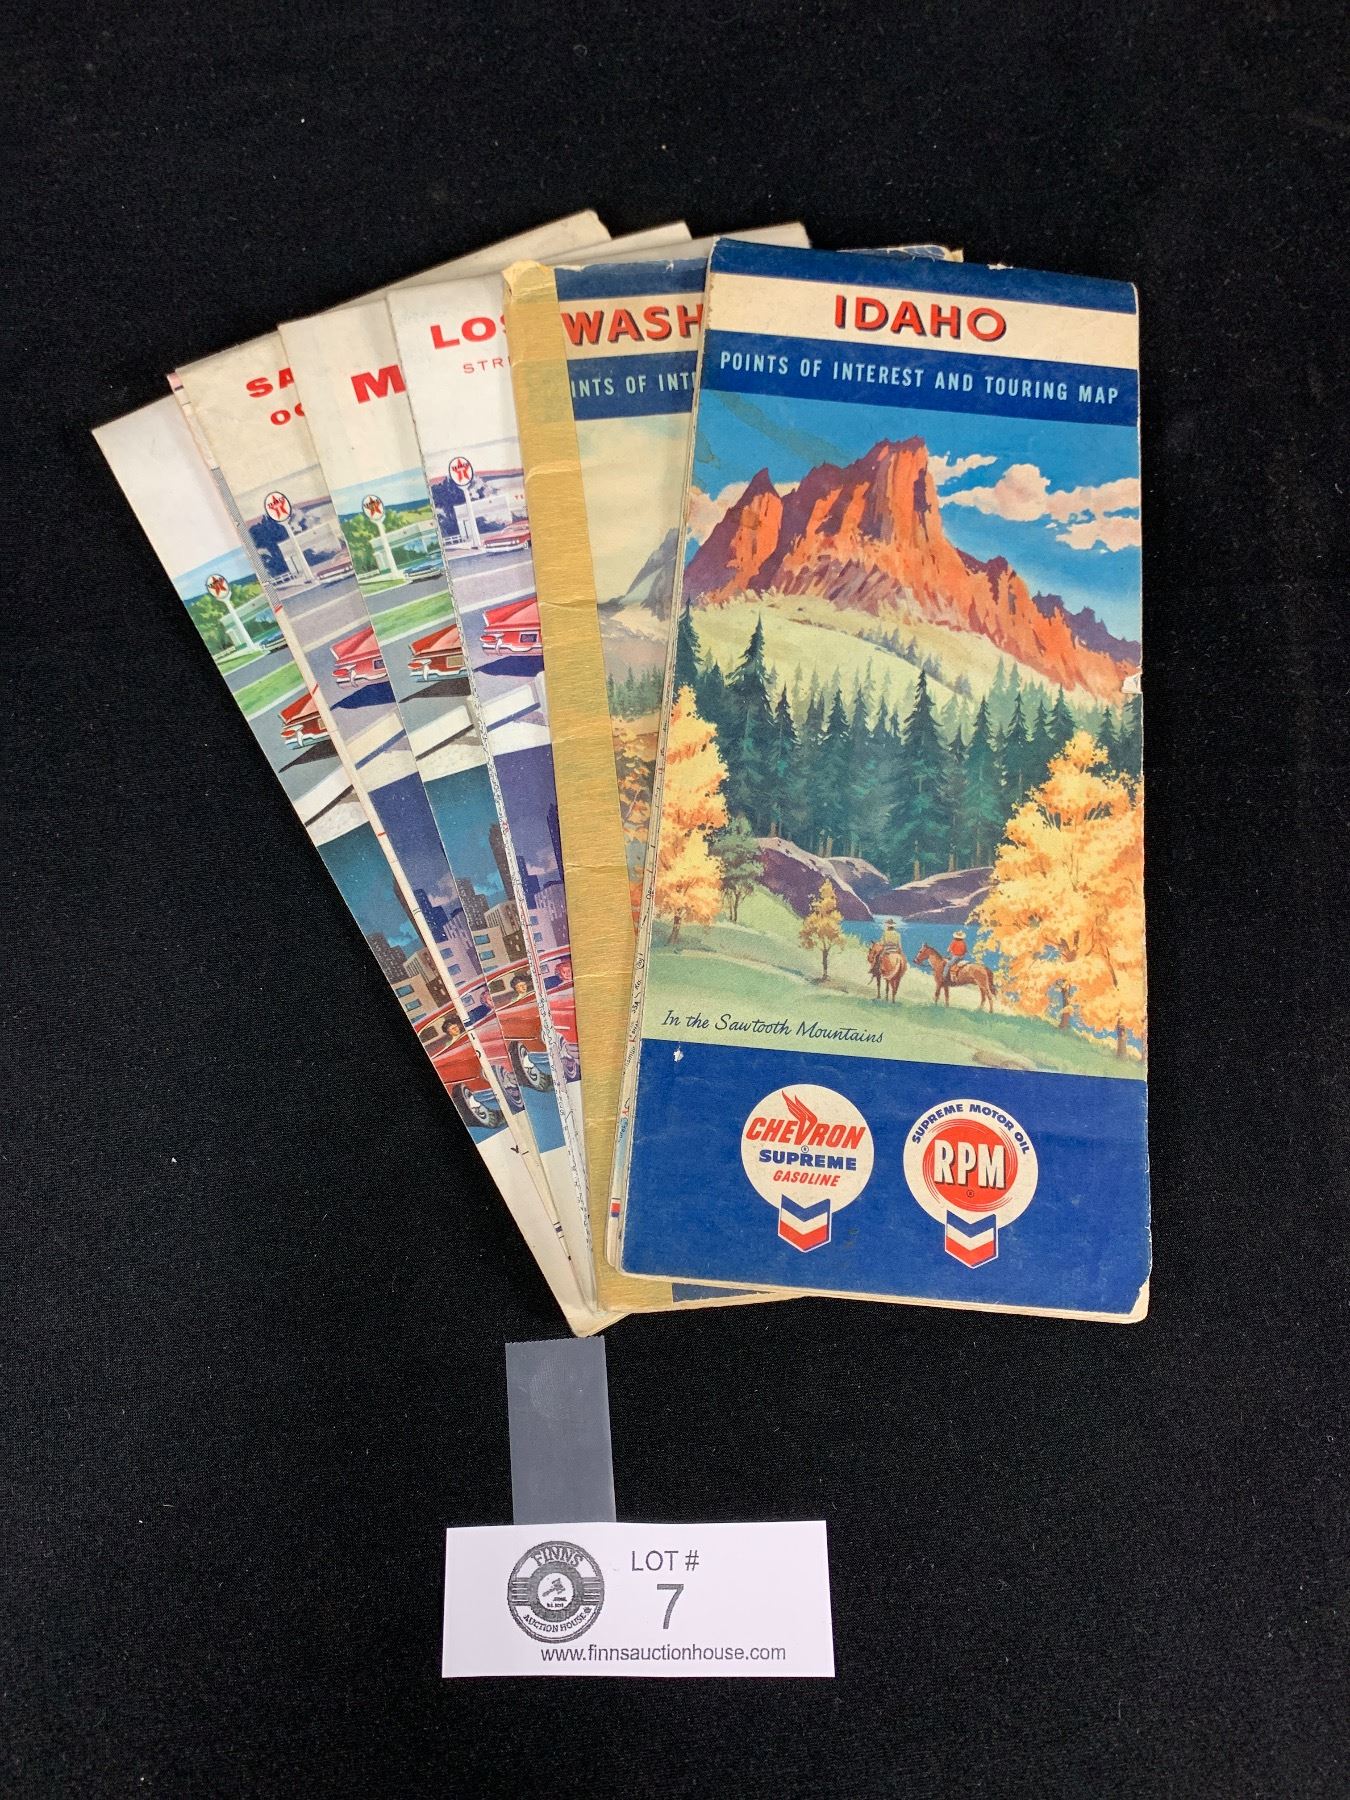 IDAHO
POINTS OF INTEREST AND TOURING MAP
In the Sawtooth Mountains
CHEVRON
SUPREME
GASOLINE
SUPREME MOTOR OIL
RPM
WASH
INTS OF INT
LOS
STR
M
SA
OC
FINNS
AUCTION HOUSE
LOT #
7
www.finnsauctionhouse.com